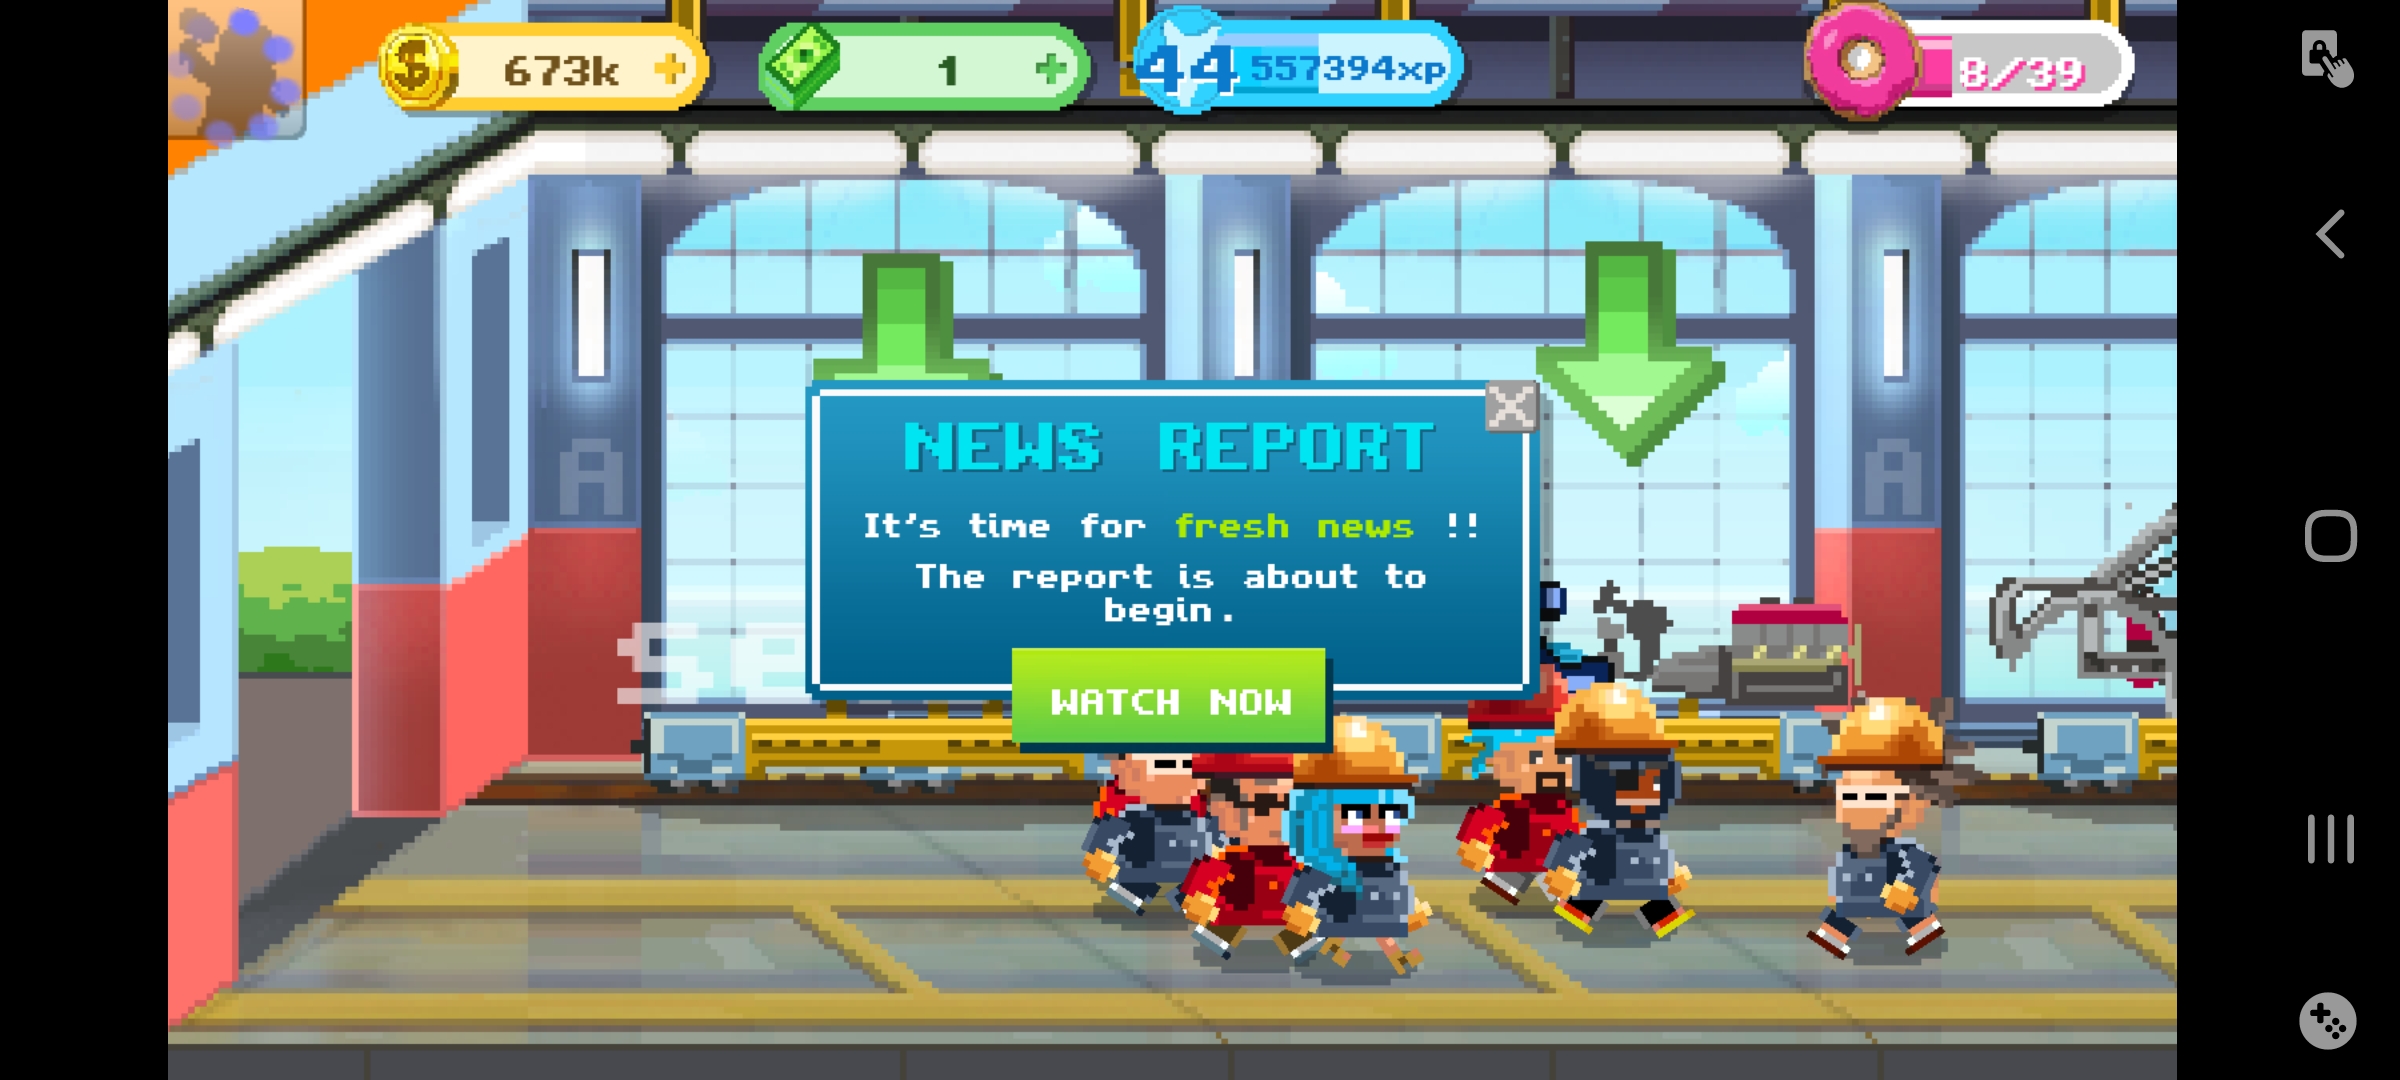 673k
1
44 557394xp
8/39
A
A
NEWS REPORT
It's time for fresh news !!
The report is about to
begin.
WATCH NOW